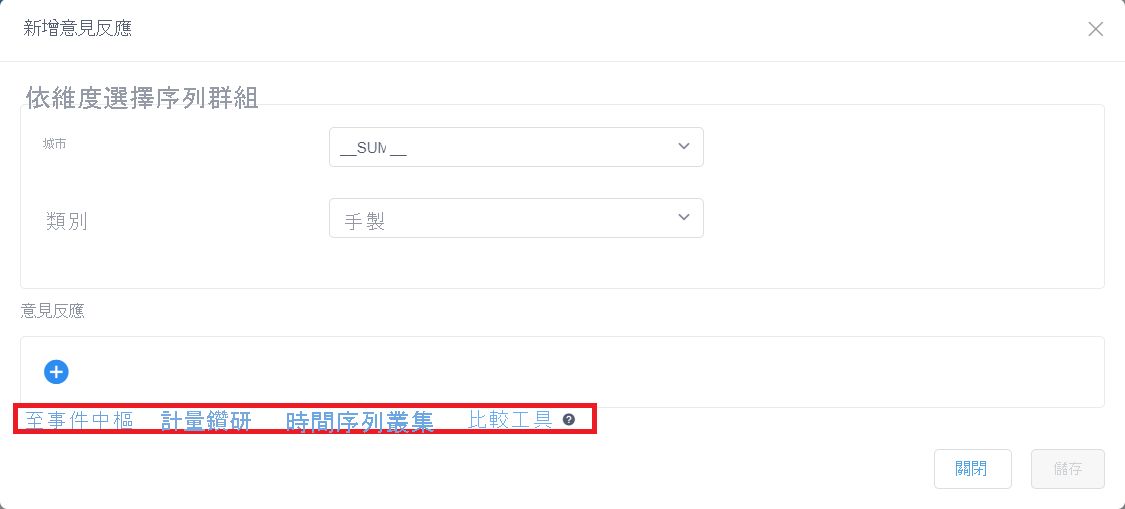 新增意見反應
依維度選擇序列群組
城市 __SUM__
類別 手製
意見反應
至事件中樞 計量鑽研 時間序列叢集 比較工具
關閉 儲存